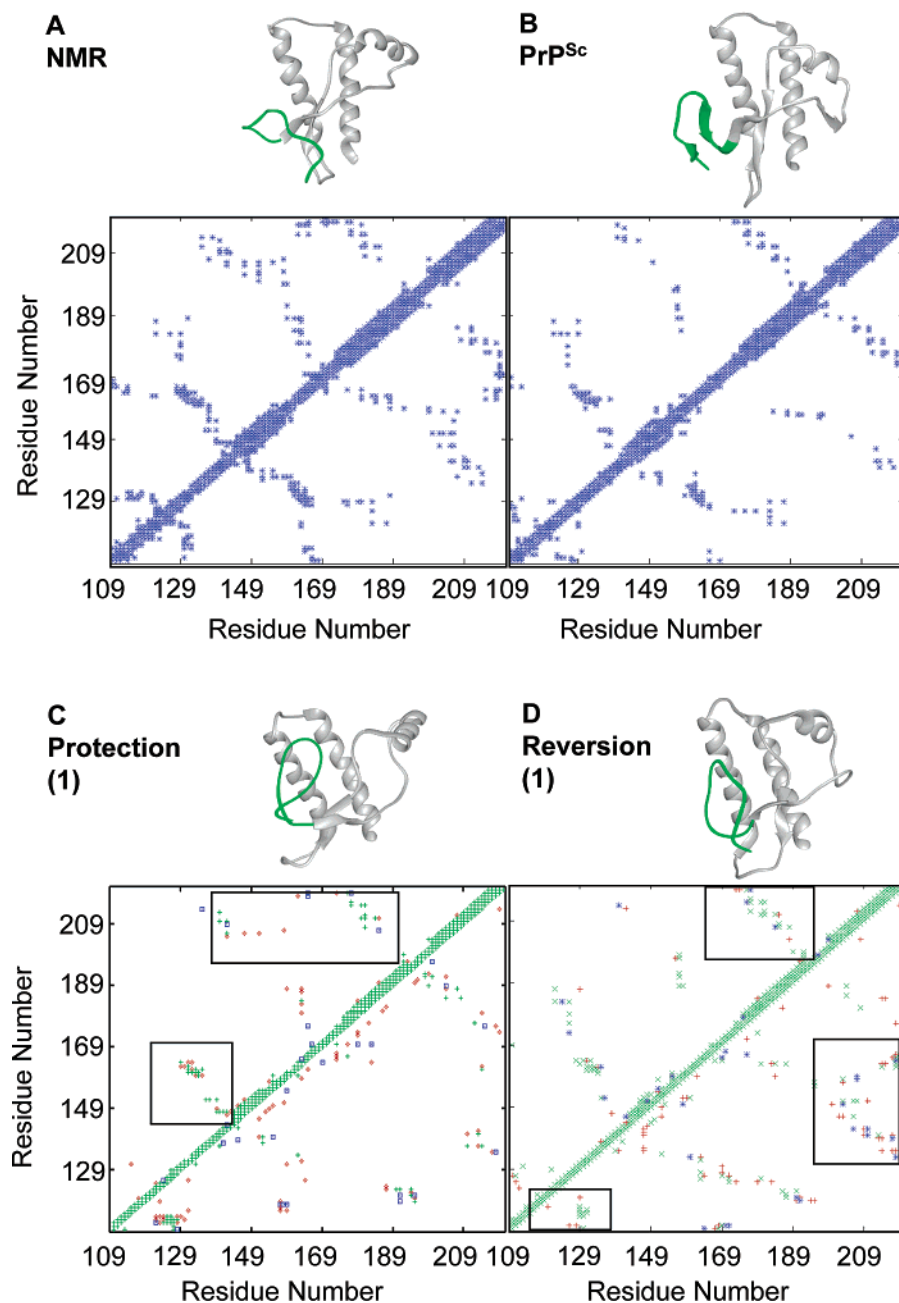 A
NMR
B
PrPSc
Residue Number
209
189
169
149
129
109 129 149 169 189 209 109 129 149 169 189 209
Residue Number
Residue Number
C
Protection
(1)
D
Reversion
(1)
Residue Number
209
189
169
149
129
109 129 149 169 189 209 109 129 149 169 189 209
Residue Number
Residue Number